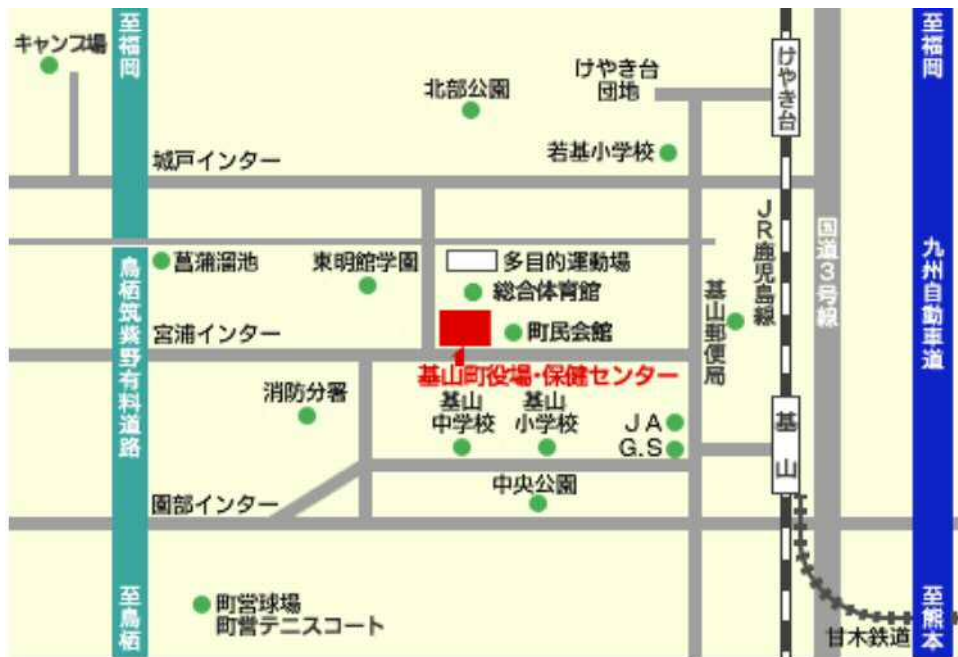 至福岡
至福岡
キャンプ場
けやき台
けやき台
団地
北部公園
若基小学校
城戸インター
JR鹿児島線
国道3号線
九州自動車道
菖蒲溜池
東明館学園
多目的運動場
総合体育館
基山郵便局
鳥栖筑紫野有料道路
宮浦インター
町民会館
基山町役場・保健センター
消防分署
基山
中学校
基山
小学校
JA
G.S
基山
中央公園
園部インター
至鳥栖
町営球場
町営テニスコート
甘木鉄道
至熊本